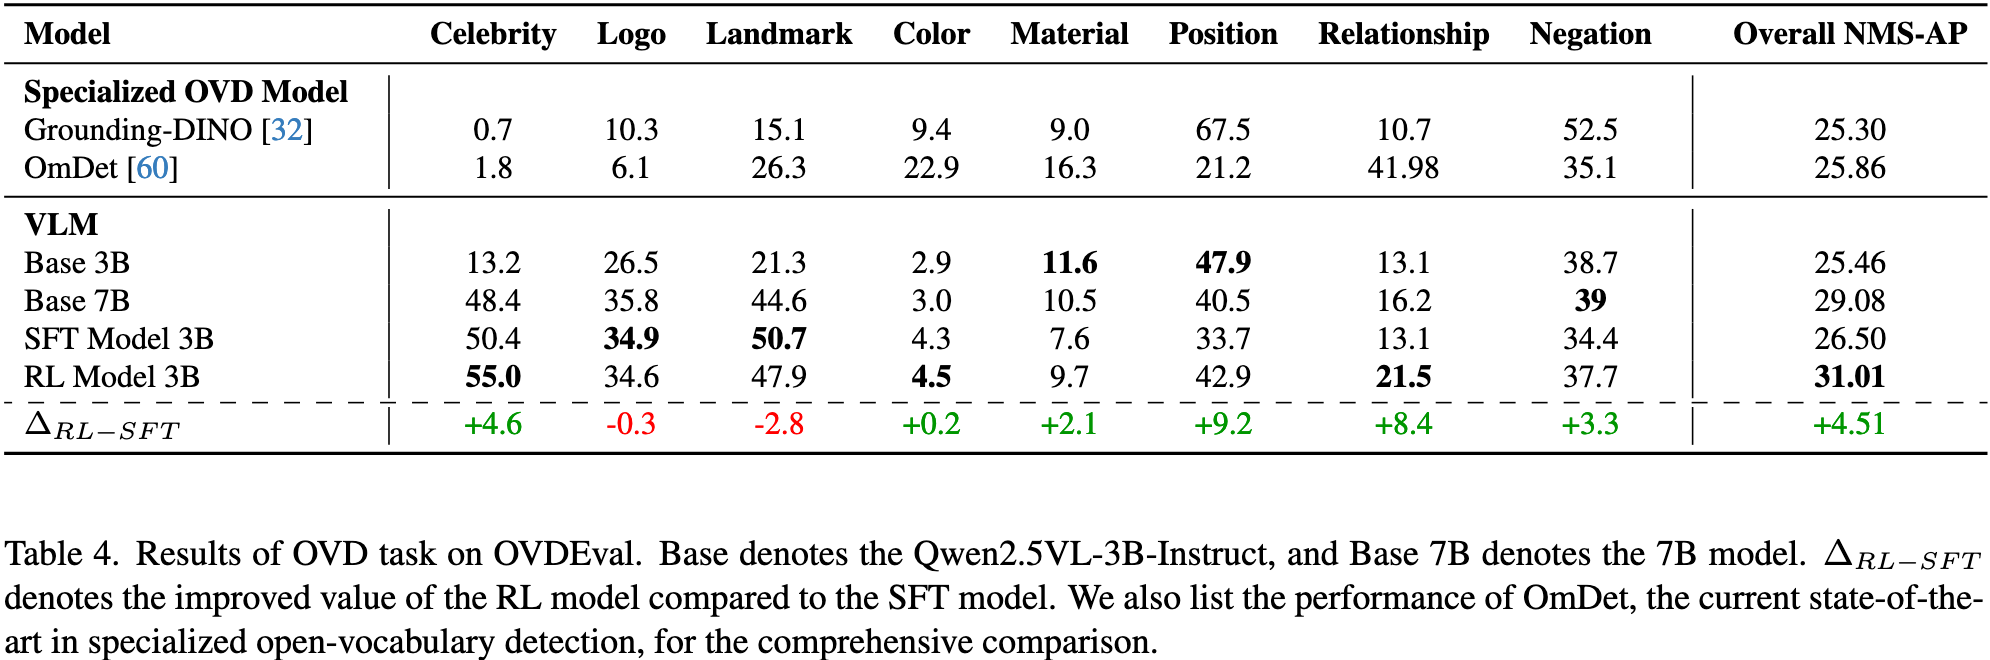 Model Celebrity Logo Landmark Color Material Position Relationship Negation Overall NMS-AP
Specialized OVD Model
Grounding-DINO [32] 0.7 10.3 15.1 9.4 9.0 67.5 10.7 52.5 25.30
OmDet [60] 1.8 6.1 26.3 22.9 16.3 21.2 41.98 35.1 25.86
VLM
Base 3B 13.2 26.5 21.3 2.9 11.6 47.9 13.1 38.7 25.46
Base 7B 48.4 35.8 44.6 3.0 10.5 40.5 16.2 39 29.08
SFT Model 3B 50.4 34.9 50.7 4.3 7.6 33.7 13.1 34.4 26.50
RL Model 3B 55.0 34.6 47.9 4.5 9.7 42.9 21.5 37.7 31.01
Δ_{RL−SFT} +4.6 -0.3 -2.8 +0.2 +2.1 +9.2 +8.4 +3.3 +4.51
Table 4. Results of OVD task on OVDEval. Base denotes the Qwen2.5VL-3B-Instruct, and Base 7B denotes the 7B model. Δ_{RL−SFT}
denotes the improved value of the RL model compared to the SFT model. We also list the performance of OmDet, the current state-of-the-
art in specialized open-vocabulary detection, for the comprehensive comparison.